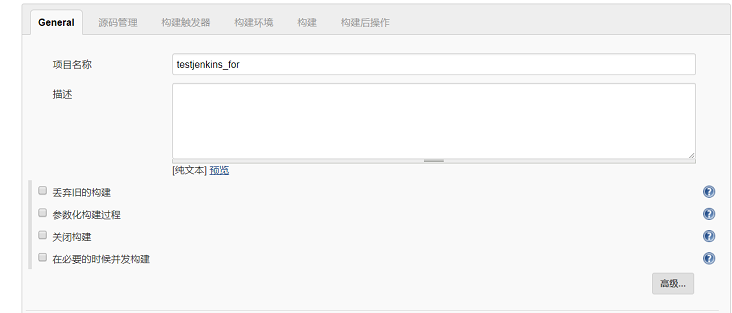 General 源码管理 构建触发器 构建环境 构建 构建后操作
项目名称 testjenkins_for
描述
[纯文本] 预览
丢弃旧的构建
参数化构建过程
关闭构建
在必要的时候并发构建
高级...